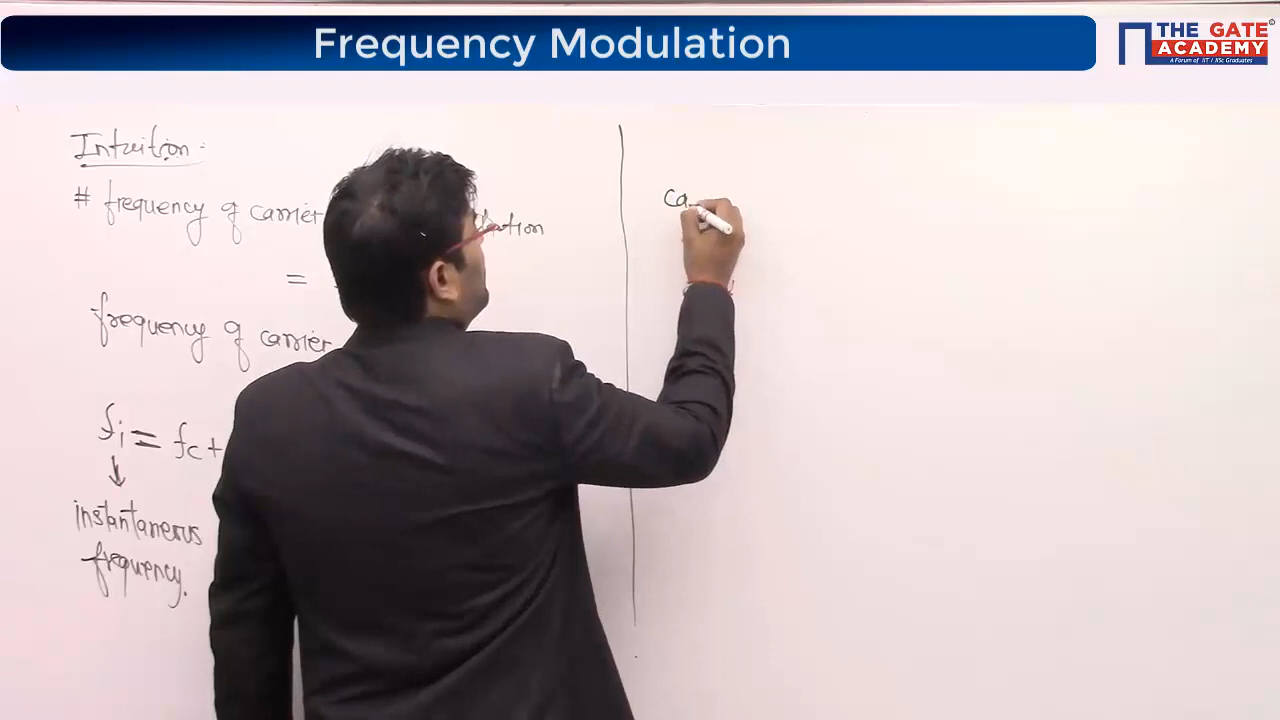 Frequency Modulation
THE GATE
ACADEMY
A Forum of IIT / IISc Graduates
Intuition:
# frequency of carrier
=
frequency of carrier
fi = fc +
↓
instantaneous
frequency.
Ca